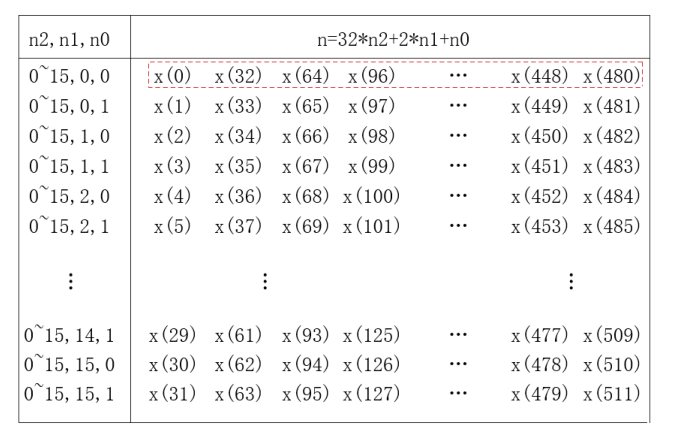 n2,n1,n0 n=32*n2+2*n1+n0
0~15,0,0 x(0) x(32) x(64) x(96) ⋯ x(448) x(480)
0~15,0,1 x(1) x(33) x(65) x(97) ⋯ x(449) x(481)
0~15,1,0 x(2) x(34) x(66) x(98) ⋯ x(450) x(482)
0~15,1,1 x(3) x(35) x(67) x(99) ⋯ x(451) x(483)
0~15,2,0 x(4) x(36) x(68) x(100) ⋯ x(452) x(484)
0~15,2,1 x(5) x(37) x(69) x(101) ⋯ x(453) x(485)
⋮ ⋮ ⋮
0~15,14,1 x(29) x(61) x(93) x(125) ⋯ x(477) x(509)
0~15,15,0 x(30) x(62) x(94) x(126) ⋯ x(478) x(510)
0~15,15,1 x(31) x(63) x(95) x(127) ⋯ x(479) x(511)